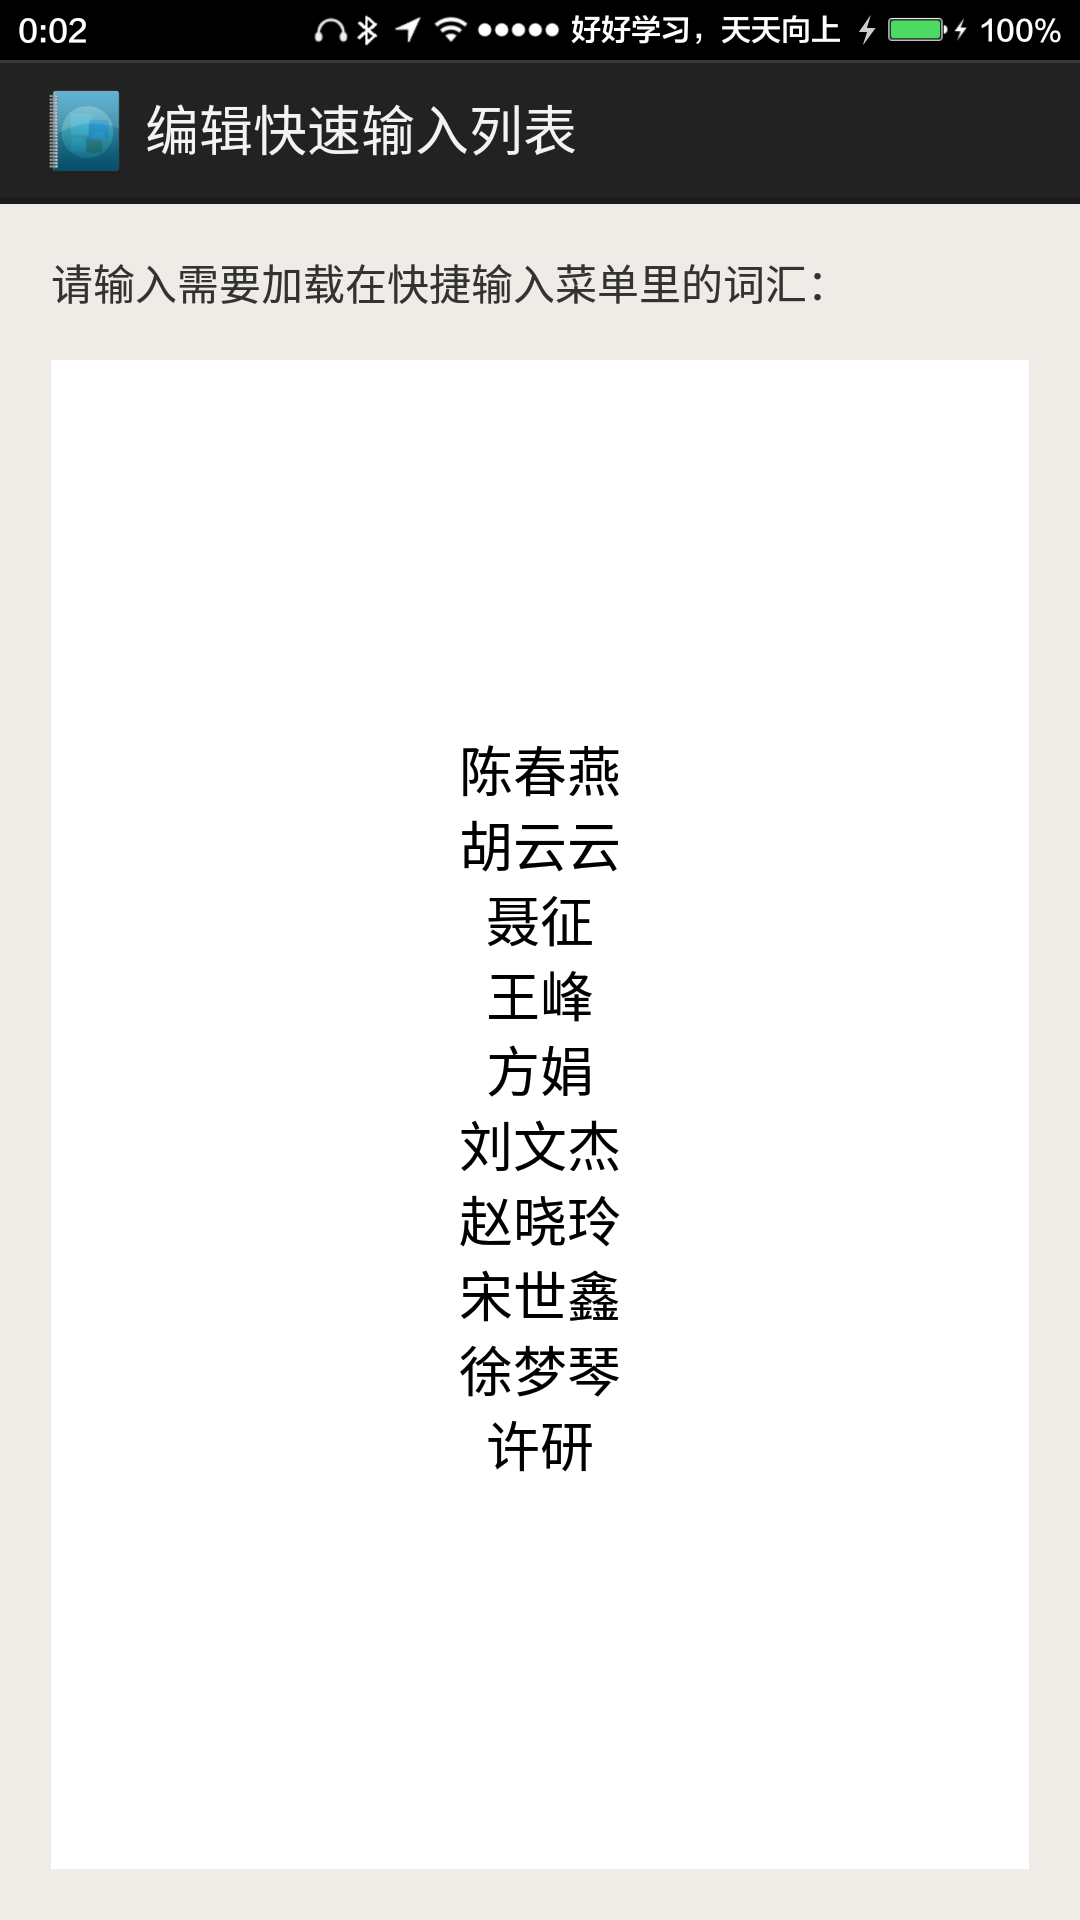 0:02 好好学习，天天向上 100%
编辑快速输入列表
请输入需要加载在快捷输入菜单里的词汇：
陈春燕
胡云云
聂征
王峰
方娟
刘文杰
赵晓玲
宋世鑫
徐梦琴
许研